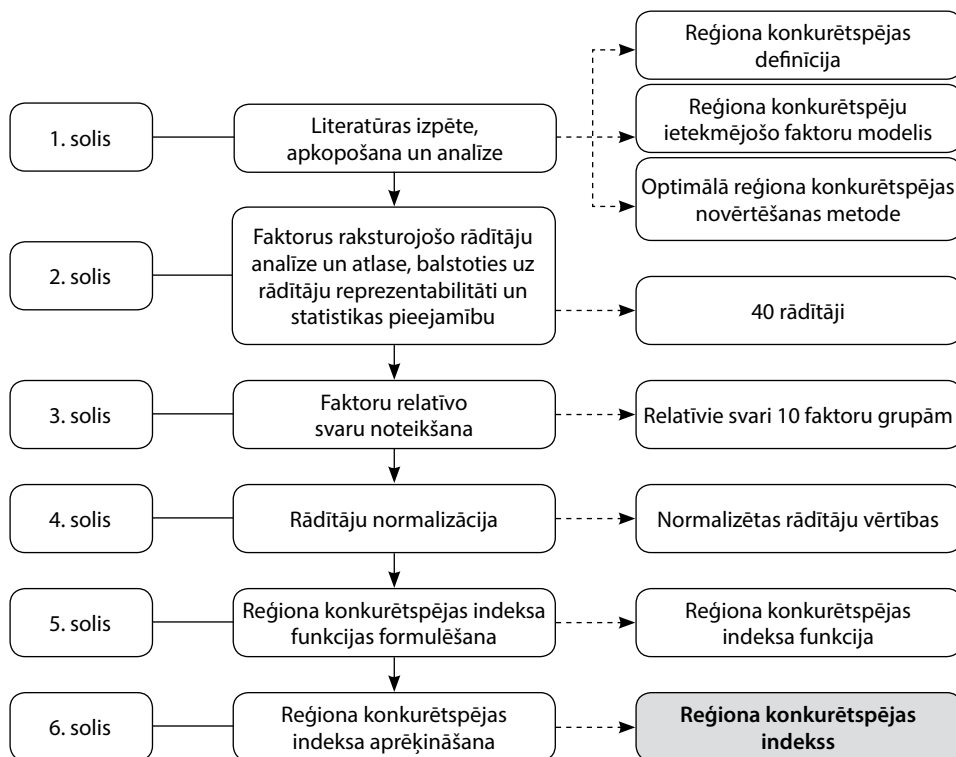 Reģiona konkurētspējas
definīcija
1. solis
Literatūras izpēte,
apkopošana un analīze
Reģiona konkurētspēju
ietekmējošo faktoru modelis
Optimālā reģiona konkurētspējas
novērtēšanas metode
2. solis
Faktorus raksturojošo rādītāju
analīze un atlase, balstoties uz
rādītāju reprezentabilitāti un
statistikas pieejamību
40 rādītāji
3. solis
Faktoru relatīvo
svaru noteikšana
Relatīvie svari 10 faktoru grupām
4. solis
Rādītāju normalizācija
Normalizētas rādītāju vērtības
5. solis
Reģiona konkurētspējas indeksa
funkcijas formulēšana
Reģiona konkurētspējas
indeksa funkcija
6. solis
Reģiona konkurētspējas
indeksa aprēķināšana
Reģiona konkurētspējas
indekss